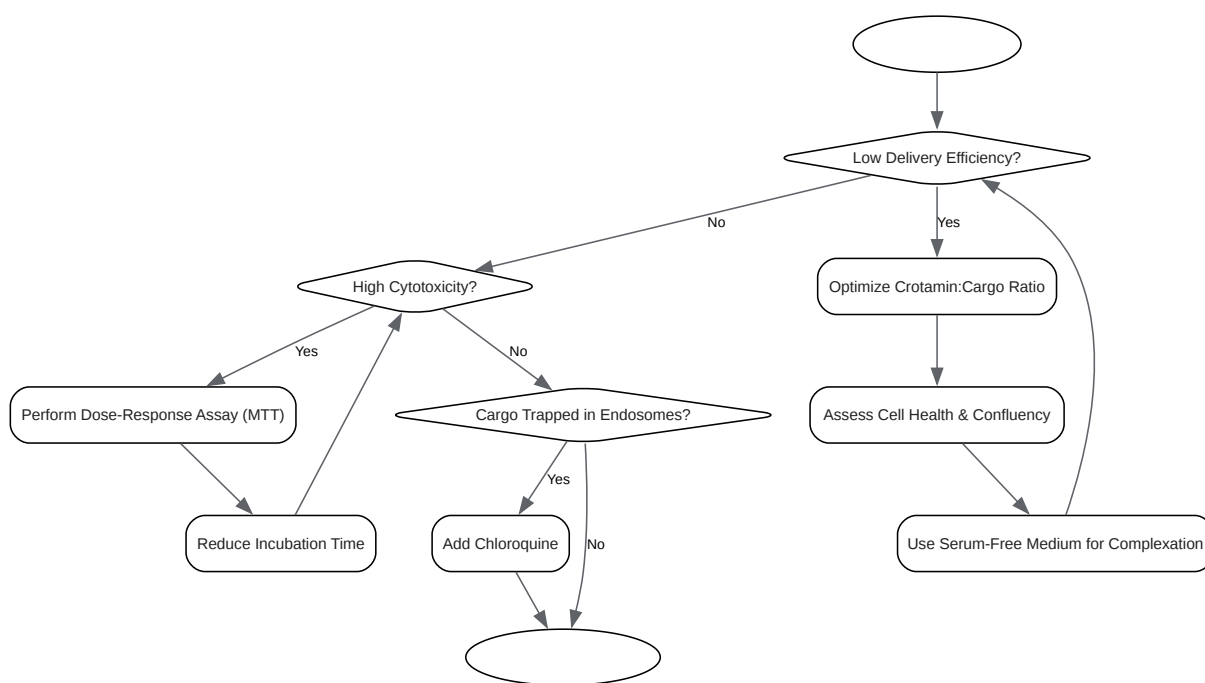 Low Delivery Efficiency?
No
Yes
High Cytotoxicity?
Optimize Crotamin:Cargo Ratio
Yes
No
Perform Dose-Response Assay (MTT)
Cargo Trapped in Endosomes?
Assess Cell Health & Confluency
Yes
No
Reduce Incubation Time
Add Chloroquine
Use Serum-Free Medium for Complexation